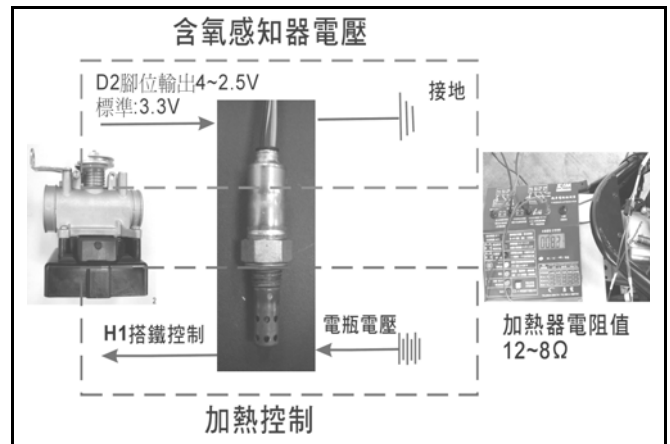 含氧感知器電壓
D2腳位輸出4~2.5V
標準:3.3V
接地
2
H1搭鐵控制
電瓶電壓
加熱器電阻值
12~8Ω
加熱控制